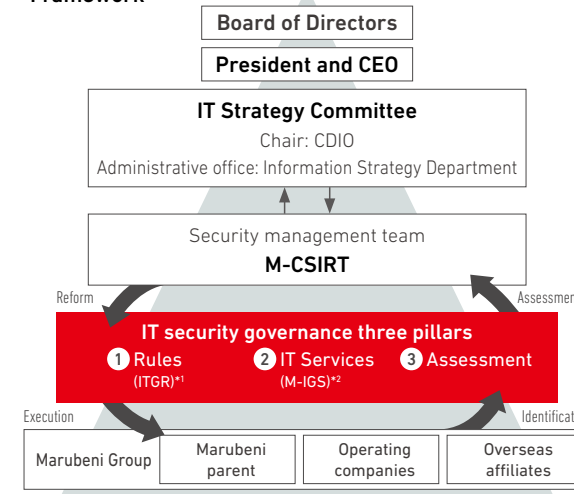 Board of Directors
President and CEO
IT Strategy Committee
Chair: CDIO
Administrative office: Information Strategy Department
Security management team
M-CSIRT
Reform
IT security governance three pillars
1 Rules
(ITGR)*1
2 IT Services
(M-IGS)*2
3 Assessment
Execution
Marubeni Group
Marubeni
parent
Operating
companies
Overseas
affiliates